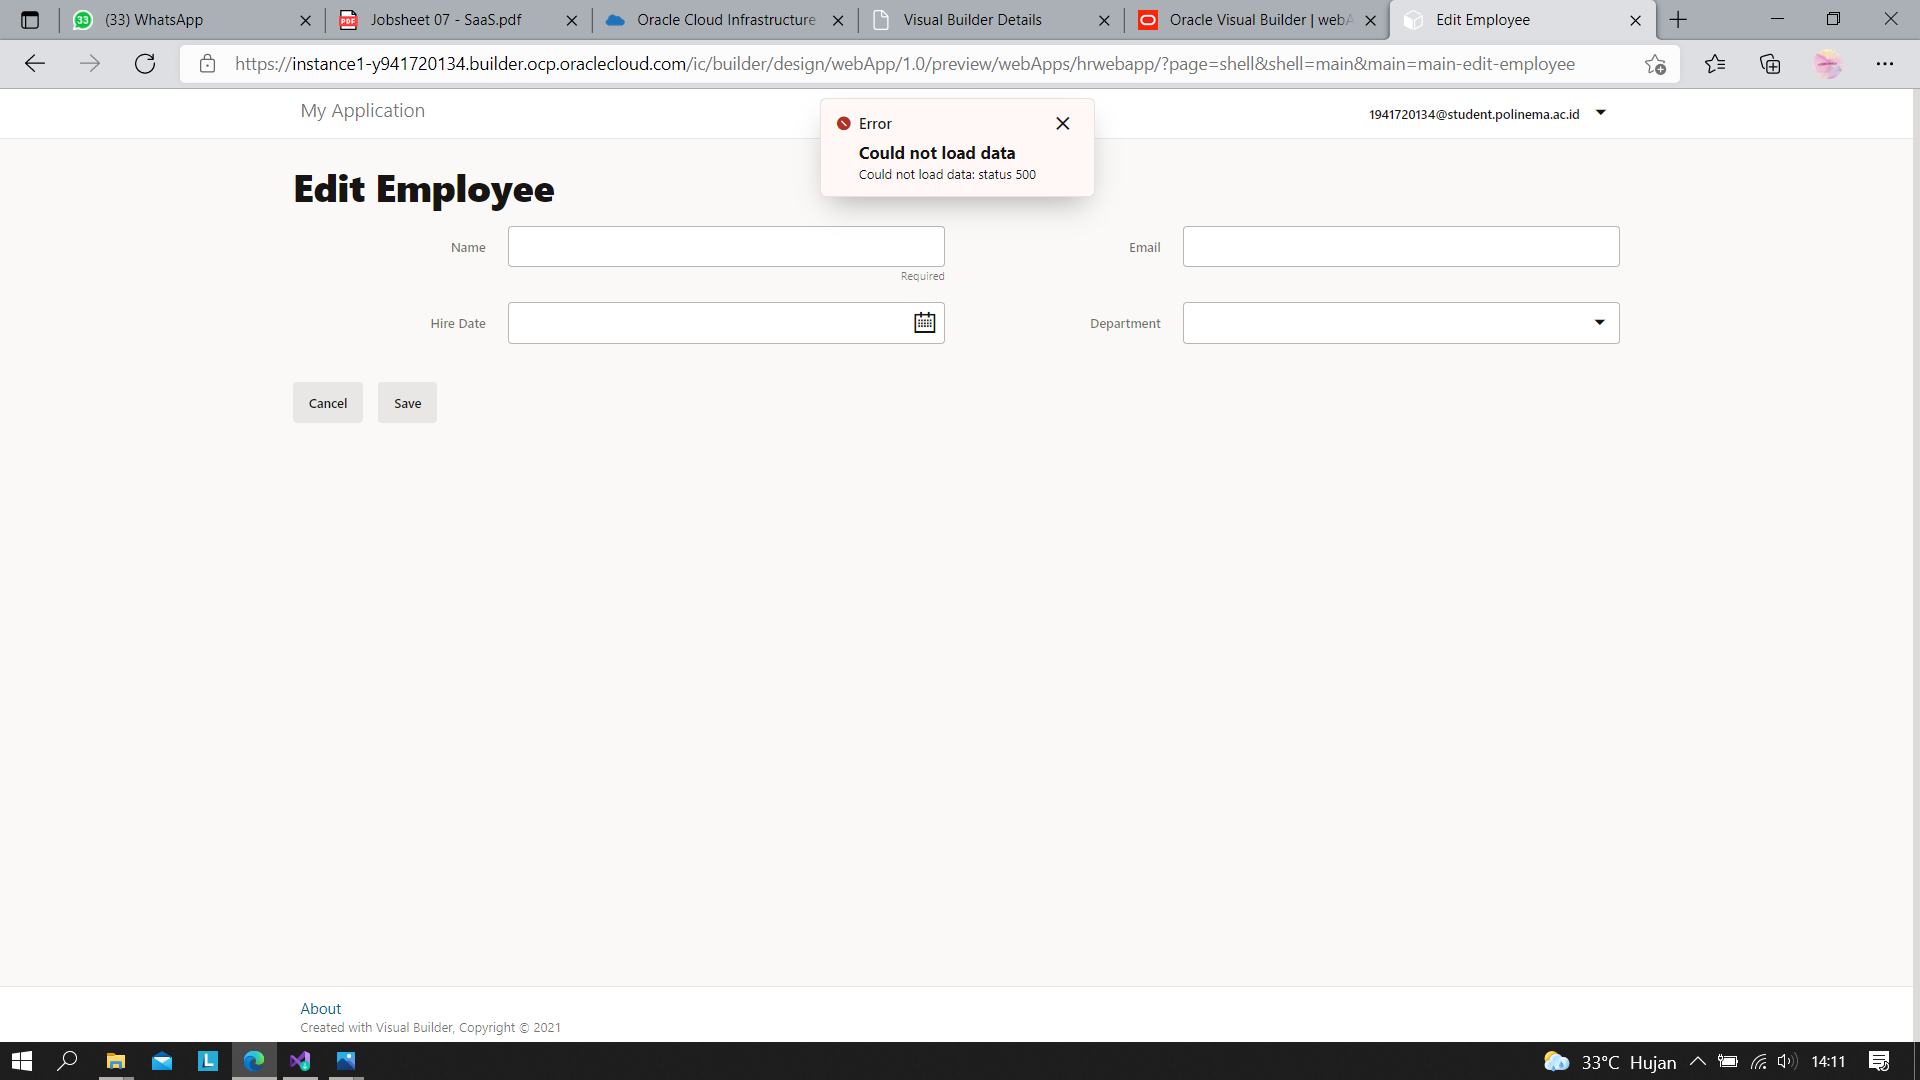 33 (33) WhatsApp
PDF Jobsheet 07 - SaaS.pdf
Oracle Cloud Infrastructure
Visual Builder Details
Oracle Visual Builder | webA
Edit Employee
https://instance1-y941720134.builder.ocp.oraclecloud.com/ic/builder/design/webApp/1.0/preview/webApps/hrwebapp/?page=shell&shell=main&main=main-edit-employee
My Application
Error
Could not load data
Could not load data: status 500
1941720134@student.polinema.ac.id
Edit Employee
Name
Required
Email
Hire Date
Department
Cancel
Save
About
Created with Visual Builder, Copyright © 2021
L
33°C Hujan
14:11